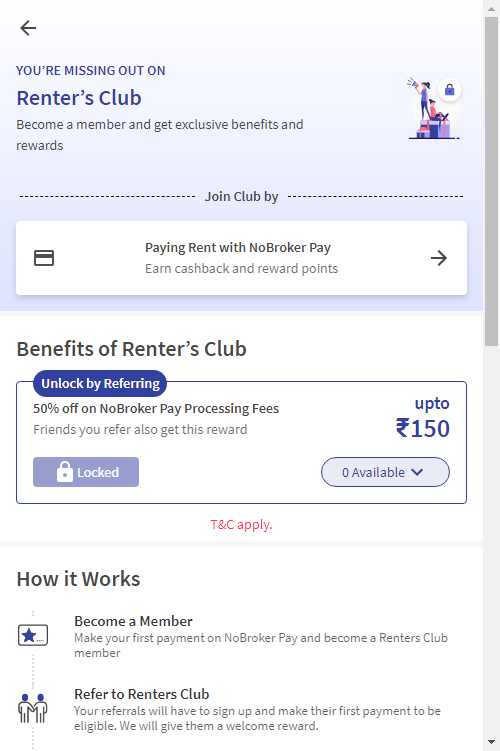 YOU'RE MISSING OUT ON
Renter's Club
Become a member and get exclusive benefits and
rewards
Join Club by
Paying Rent with NoBroker Pay
Earn cashback and reward points
Benefits of Renter's Club
Unlock by Referring
50% off on NoBroker Pay Processing Fees
Friends you refer also get this reward
upto
₹150
Locked
0 Available
T&C apply.
How it Works
Become a Member
Make your first payment on NoBroker Pay and become a Renters Club
member
Refer to Renters Club
Your referrals will have to sign up and make their first payment to be
eligible. We will give them a welcome reward.